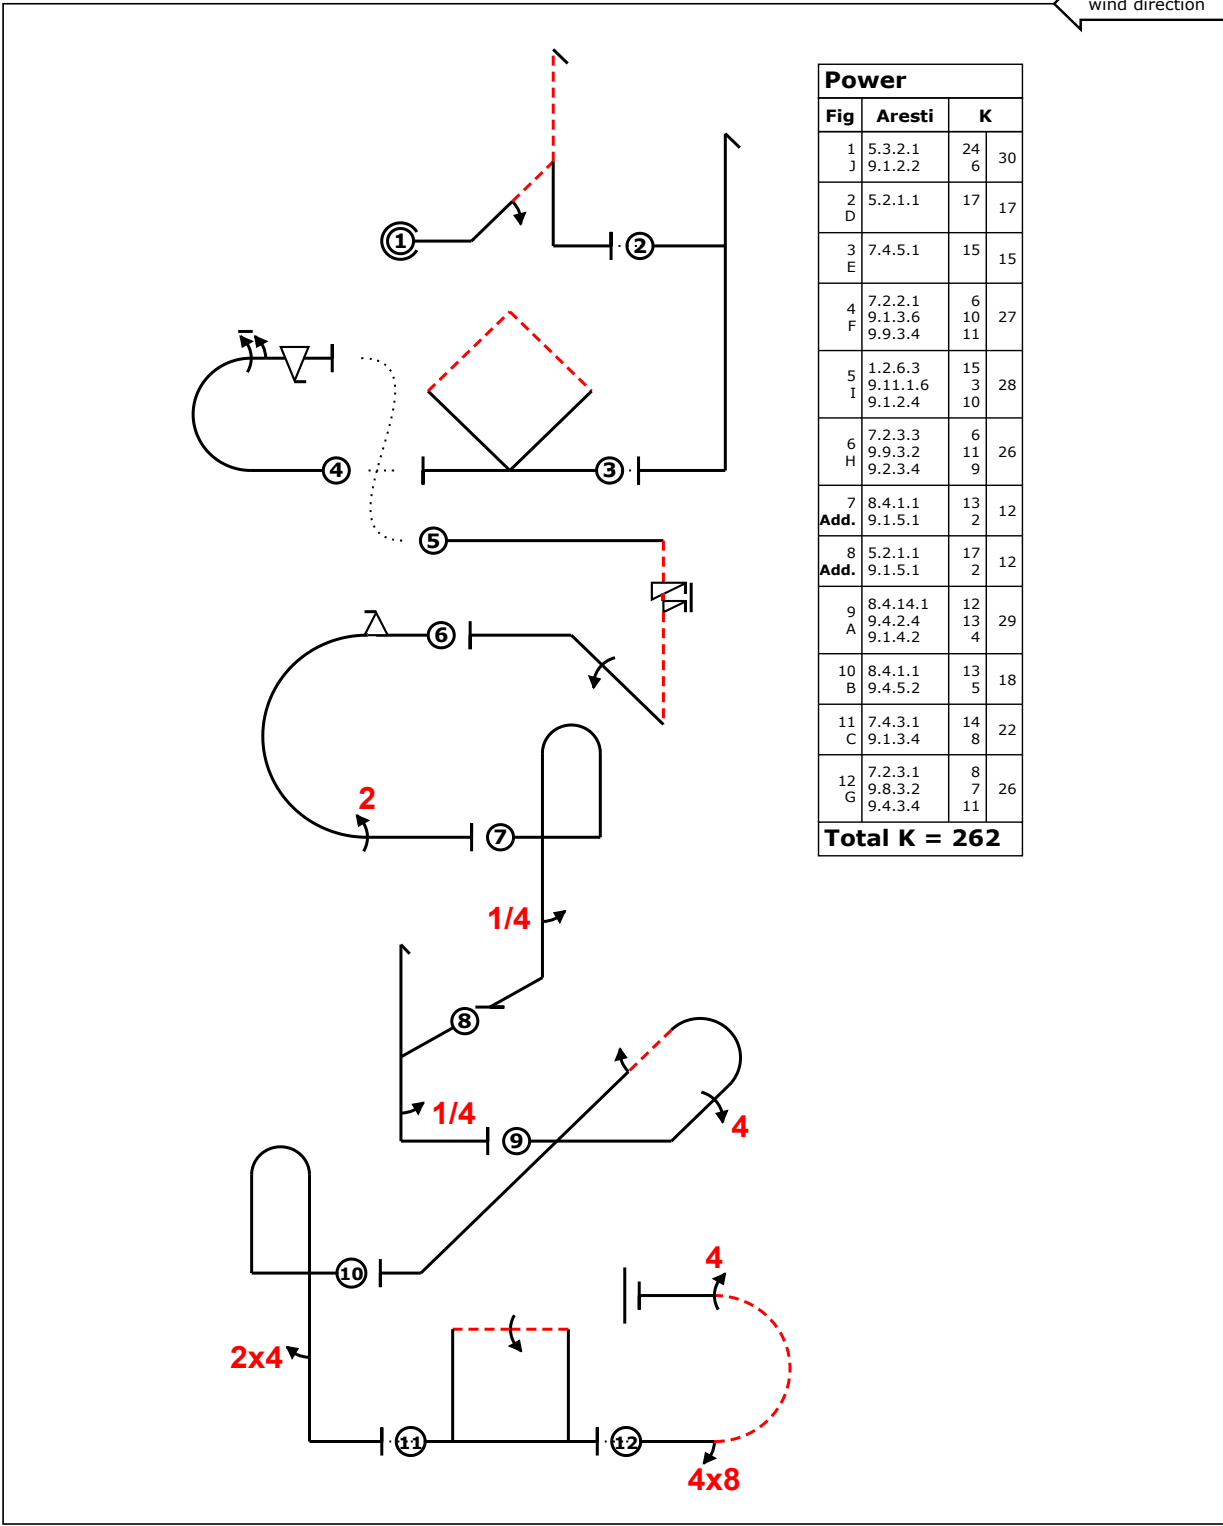 wind direction
Power
Fig Aresti K
1 5.3.2.1 24 30
J 9.1.2.2 6
2 5.2.1.1 17 17
D
3 7.4.5.1 15 15
E
4 7.2.2.1 6 27
F 9.1.3.6 10
9.9.3.4 11
5 1.2.6.3 15 28
I 9.11.1.6 3
9.1.2.4 10
6 7.2.3.3 6 26
H 9.9.3.2 11
9.2.3.4 9
7 8.4.1.1 13 12
Add. 9.1.5.1 2
8 5.2.1.1 17 12
Add. 9.1.5.1 2
9 8.4.14.1 12 29
A 9.4.2.4 13
9.1.4.2 4
10 8.4.1.1 13 18
B 9.4.5.2 5
11 7.4.3.1 14 22
C 9.1.3.4 8
12 7.2.3.1 8 26
G 9.8.3.2 7
9.4.3.4 11
Total K = 262
1
2
3
4
5
6
2
7
1/4
8
1/4
9
4
10
4
2x4
11
12
4x8